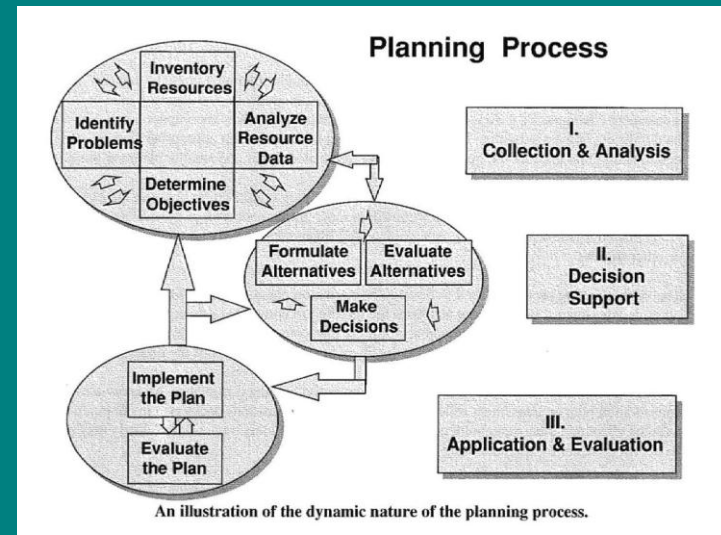 Planning Process
Inventory
Resources
Identify
Problems
Analyze
Resource
Data
Determine
Objectives
I.
Collection & Analysis
Formulate
Alternatives
Evaluate
Alternatives
Make
Decisions
II.
Decision
Support
Implement
the Plan
Evaluate
the Plan
III.
Application & Evaluation
An illustration of the dynamic nature of the planning process.